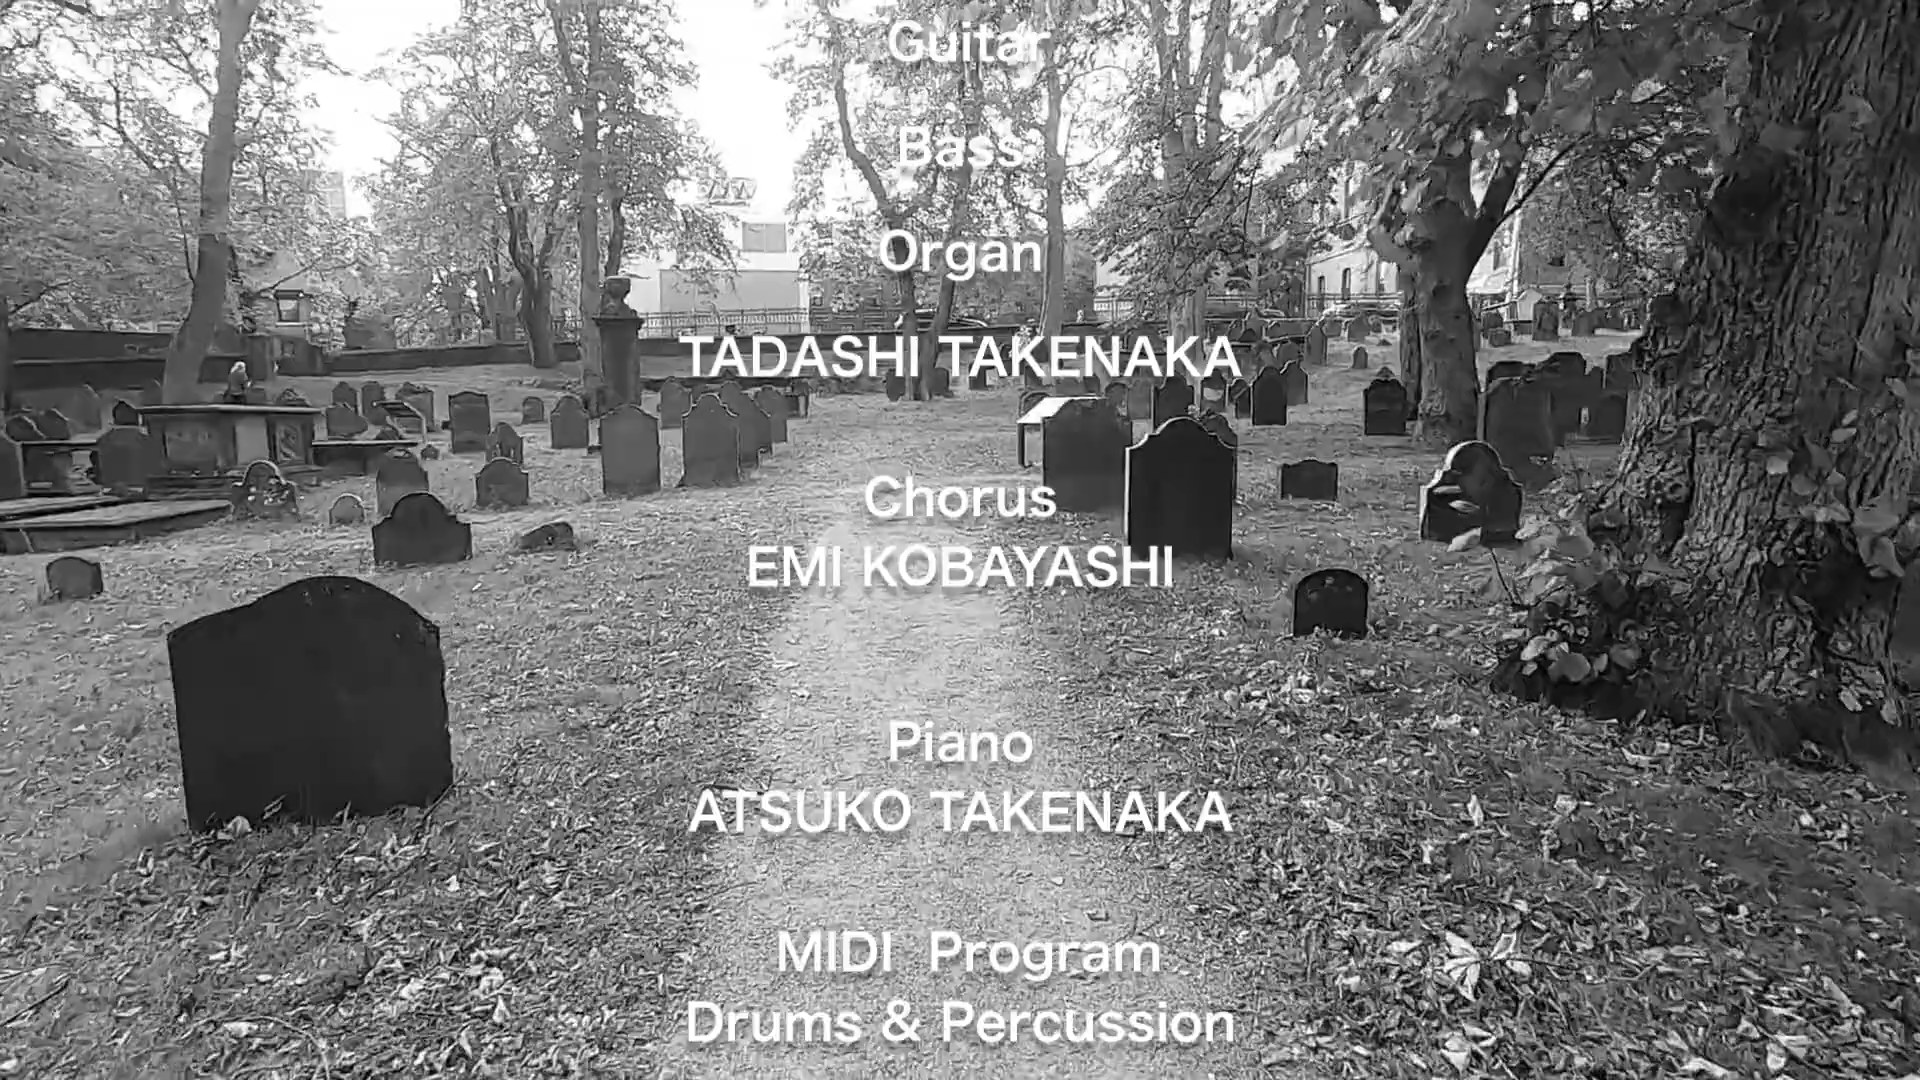 Guitar
Bass
Organ
TADASHI TAKENAKA
Chorus
EMI KOBAYASHI
Piano
ATSUKO TAKENAKA
MIDI Program
Drums & Percussion